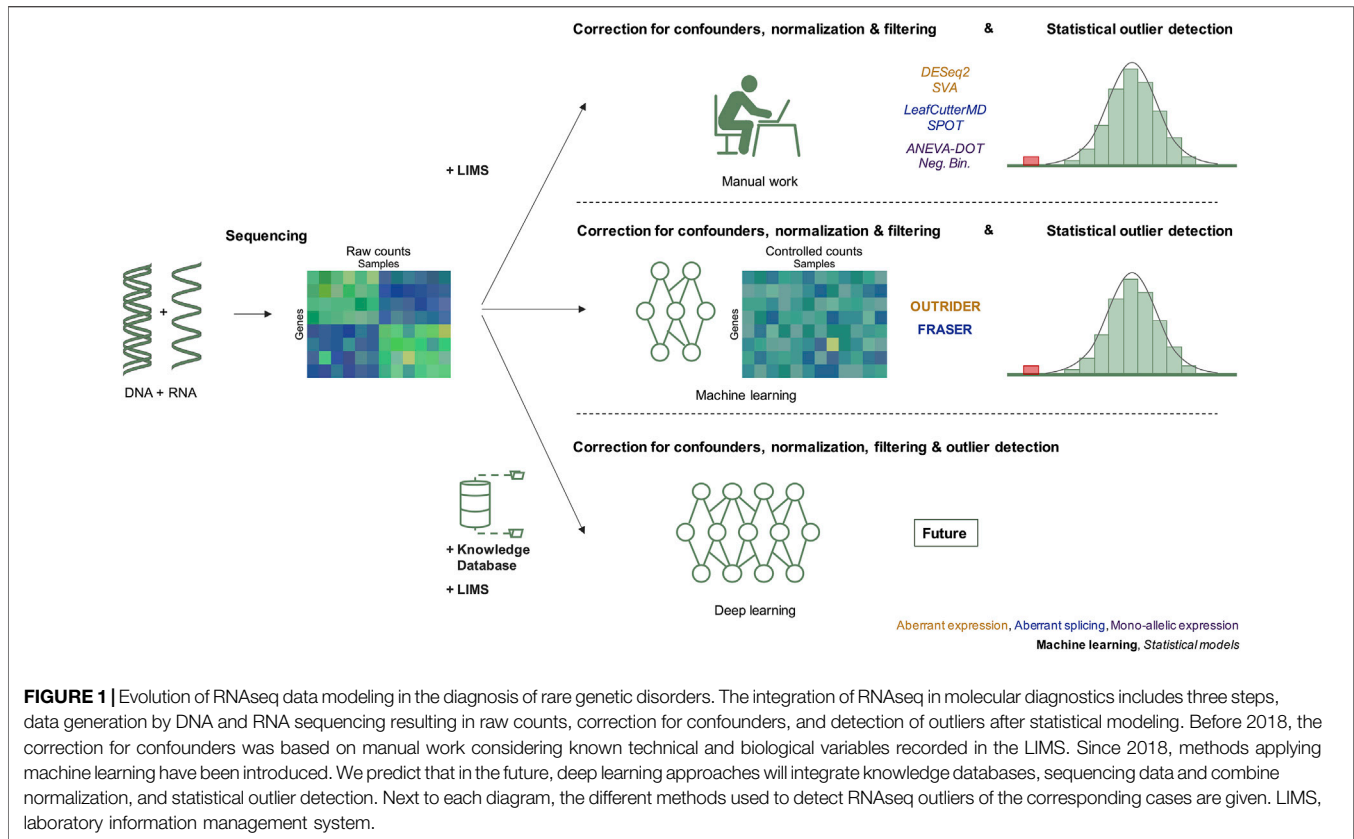 Correction for confounders, normalization & filtering & Statistical outlier detection
DESeq2
SVA
LeafCutterMD
SPOT
ANEVA-DOT
Neg. Bin.
+ LIMS
Manual work
Sequencing
Correction for confounders, normalization & filtering & Statistical outlier detection
Raw counts
Samples
Genes
+
DNA + RNA
Controlled counts
Samples
Genes
OUTRIDER
FRASER
Machine learning
Correction for confounders, normalization, filtering & outlier detection
+ Knowledge
Database
+ LIMS
Future
Deep learning
Aberrant expression, Aberrant splicing, Mono-allelic expression
Machine learning, Statistical models
FIGURE 1 | Evolution of RNAseq data modeling in the diagnosis of rare genetic disorders. The integration of RNAseq in molecular diagnostics includes three steps,
data generation by DNA and RNA sequencing resulting in raw counts, correction for confounders, and detection of outliers after statistical modeling. Before 2018, the
correction for confounders was based on manual work considering known technical and biological variables recorded in the LIMS. Since 2018, methods applying
machine learning have been introduced. We predict that in the future, deep learning approaches will integrate knowledge databases, sequencing data and combine
normalization, and statistical outlier detection. Next to each diagram, the different methods used to detect RNAseq outliers of the corresponding cases are given. LIMS,
laboratory information management system.